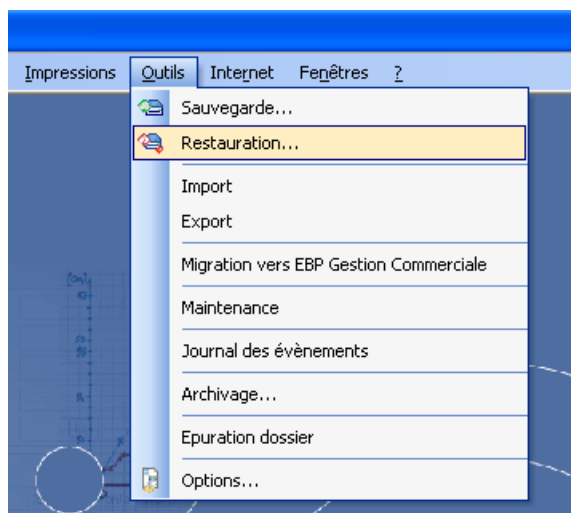 Impressions Outils Internet Fenêtres ?
Sauvegarde...
Restauration...
Import
Export
Migration vers EBP Gestion Commerciale
Maintenance
Journal des évènements
Archivage...
Epuration dossier
Options...